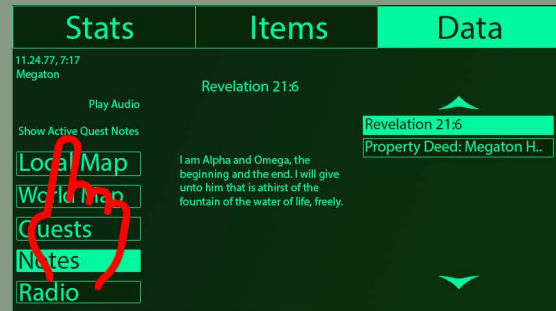 Stats
Items
Data
11.24.77, 7:17
Megaton
Play Audio
Show Active Quest Notes
Local Map
World Map
Quests
Notes
Radio
Revelation 21:6
I am Alpha and Omega, the
beginning and the end. I will give
unto him that is athirst of the
fountain of the water of life, freely.
Revelation 21:6
Property Deed: Megaton H..